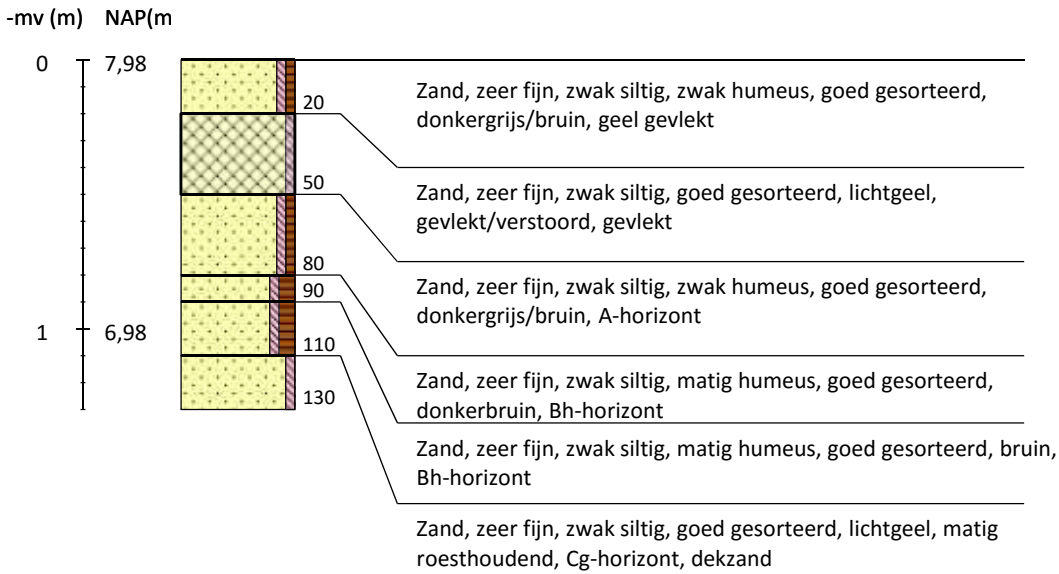 -mv (m) NAP(m
0 7,98
Zand, zeer fijn, zwak siltig, zwak humeus, goed gesorteerd,
donkergrijs/bruin, geel gevlekt
20
Zand, zeer fijn, zwak siltig, goed gesorteerd, lichtgeel,
gevlekt/verstoord, gevlekt
50
Zand, zeer fijn, zwak siltig, zwak humeus, goed gesorteerd,
donkergrijs/bruin, A-horizont
80
Zand, zeer fijn, zwak siltig, matig humeus, goed gesorteerd,
donkerbruin, Bh-horizont
90
1 6,98
Zand, zeer fijn, zwak siltig, matig humeus, goed gesorteerd, bruin,
Bh-horizont
110
Zand, zeer fijn, zwak siltig, goed gesorteerd, lichtgeel, matig
roesthoudend, Cg-horizont, dekzand
130